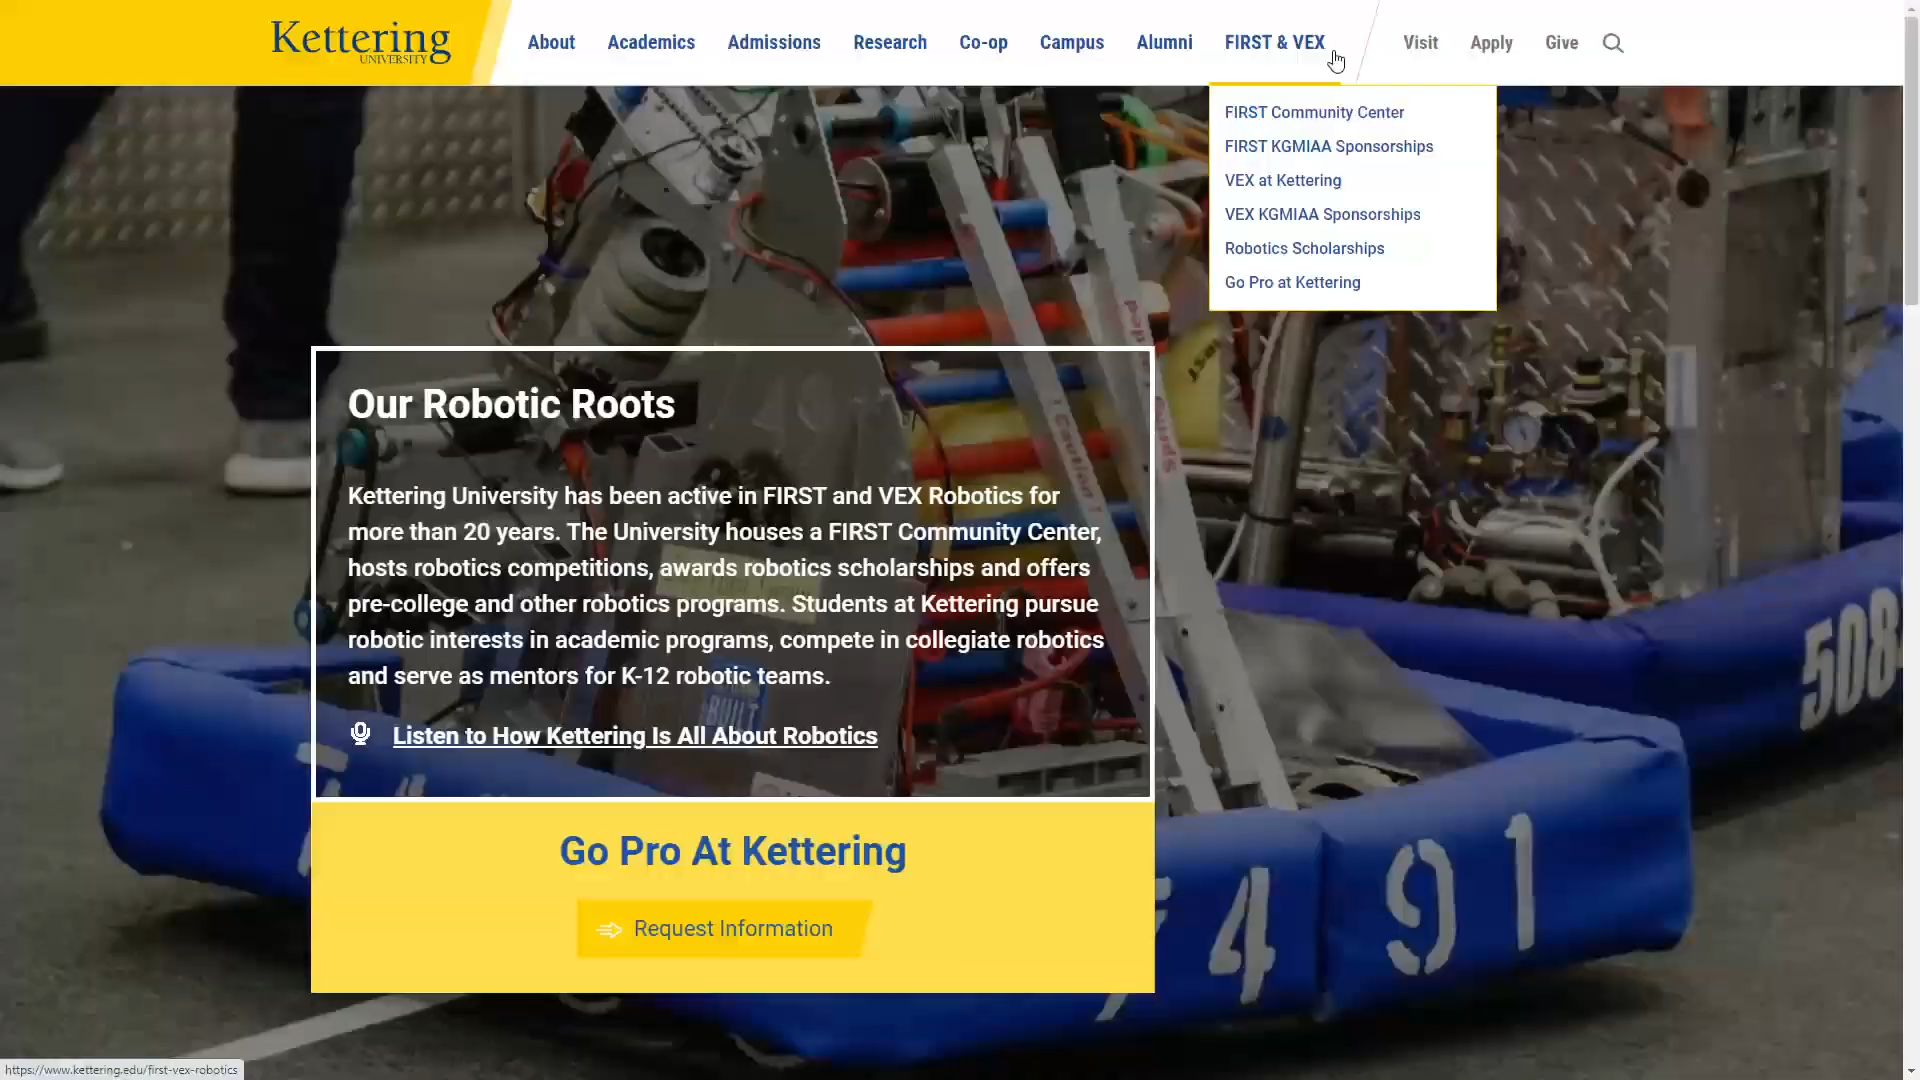 Kettering
UNIVERSITY
About
Academics
Admissions
Research
Co-op
Campus
Alumni
FIRST & VEX
Visit
Apply
Give
FIRST Community Center
FIRST KGMIAA Sponsorships
VEX at Kettering
VEX KGMIAA Sponsorships
Robotics Scholarships
Go Pro at Kettering
Our Robotic Roots
Kettering University has been active in FIRST and VEX Robotics for
more than 20 years. The University houses a FIRST Community Center,
hosts robotics competitions, awards robotics scholarships and offers
pre-college and other robotics programs. Students at Kettering pursue
robotic interests in academic programs, compete in collegiate robotics
and serve as mentors for K-12 robotic teams.
Listen to How Kettering Is All About Robotics
Go Pro At Kettering
Request Information
Caution
BUILT
508
491
https://www.kettering.edu/first-vex-robotics